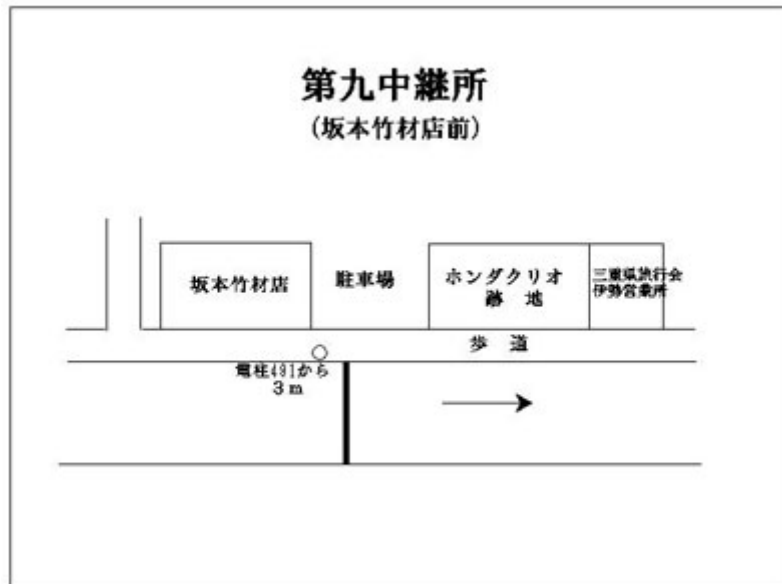 第九中継所
(坂本竹材店前)
坂本竹材店
駐車場
ホンダクリオ
跡 地
三重県旅行会
伊勢営業所
歩 道
電柱491から
3m